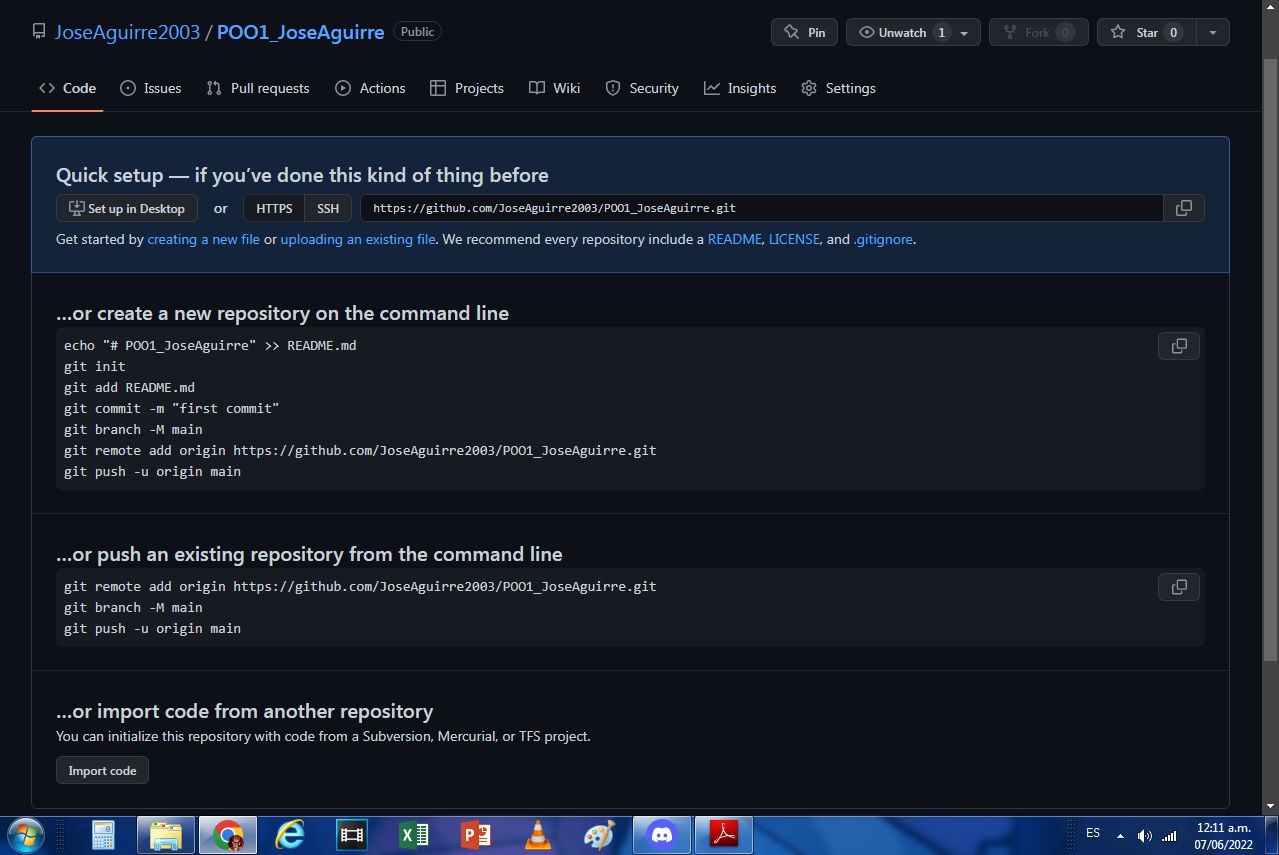 JoseAguirre2003 / POO1_JoseAguirre Public
Pin Unwatch 1 Fork 0 Star 0
Code Issues Pull requests Actions Projects Wiki Security Insights Settings
Quick setup — if you’ve done this kind of thing before
Set up in Desktop or HTTPS SSH https://github.com/JoseAguirre2003/POO1_JoseAguirre.git
Get started by creating a new file or uploading an existing file. We recommend every repository include a README, LICENSE, and .gitignore.
…or create a new repository on the command line
echo "# POO1_JoseAguirre" >> README.md
git init
git add README.md
git commit -m "first commit"
git branch -M main
git remote add origin https://github.com/JoseAguirre2003/POO1_JoseAguirre.git
git push -u origin main
…or push an existing repository from the command line
git remote add origin https://github.com/JoseAguirre2003/POO1_JoseAguirre.git
git branch -M main
git push -u origin main
…or import code from another repository
You can initialize this repository with code from a Subversion, Mercurial, or TFS project.
Import code
ES 12:11 a.m.
07/06/2022